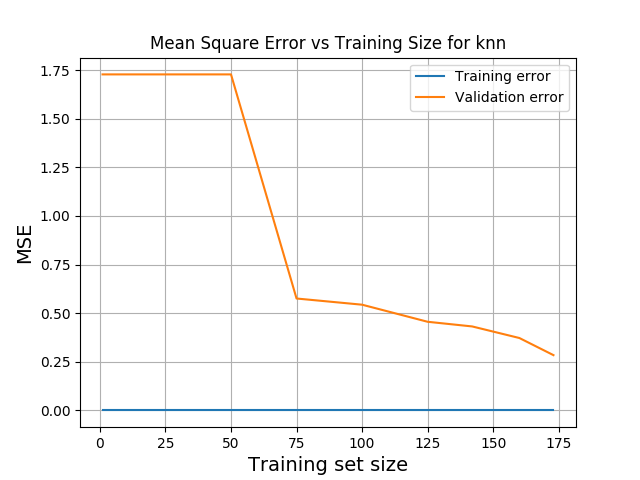 Mean Square Error vs Training Size for knn
Training error
Validation error
1.75
1.50
1.25
1.00
0.75
0.50
0.25
0.00
MSE
0 25 50 75 100 125 150 175
Training set size